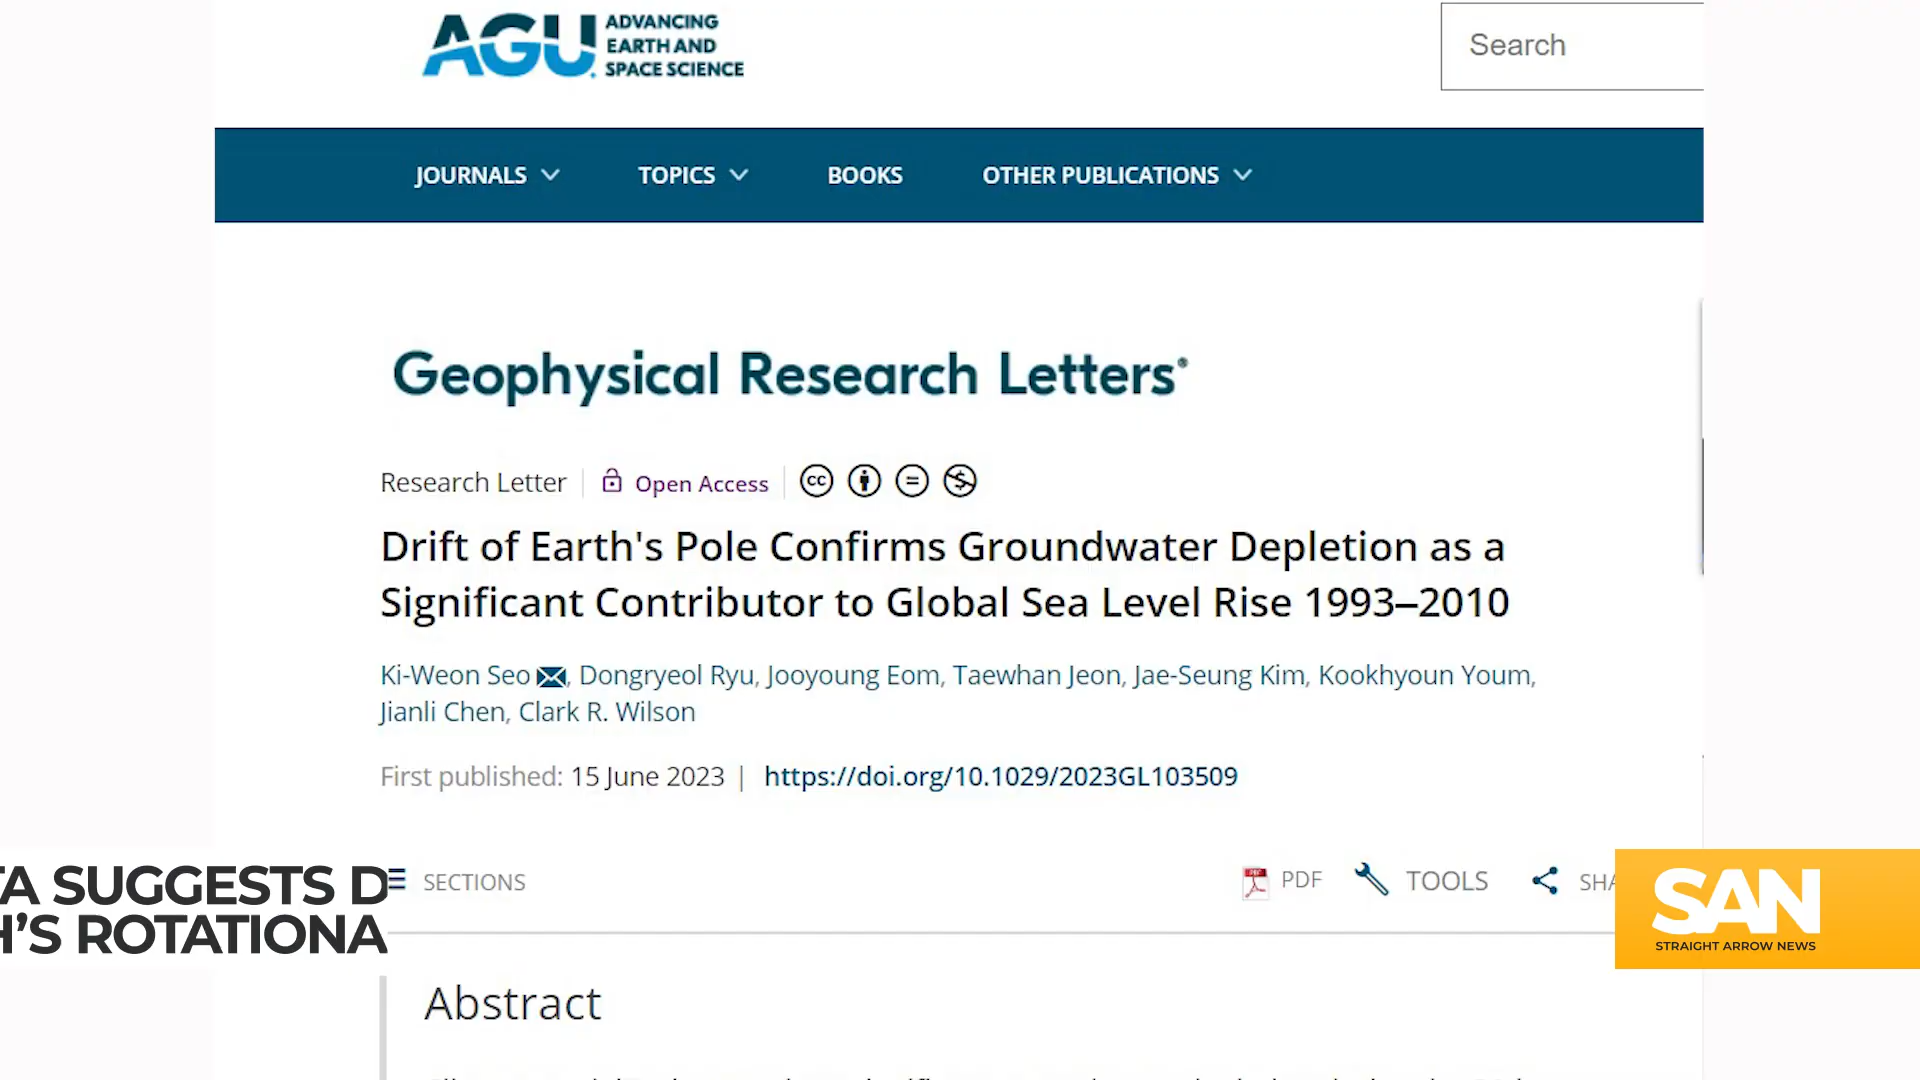 AGU ADVANCING
EARTH AND
SPACE SCIENCE
Search
JOURNALS TOPICS BOOKS OTHER PUBLICATIONS
Geophysical Research Letters®
Research Letter Open Access
Drift of Earth's Pole Confirms Groundwater Depletion as a
Significant Contributor to Global Sea Level Rise 1993–2010
Ki-Weon Seo, Dongryeol Ryu, Jooyoung Eom, Taewhan Jeon, Jae-Seung Kim, Kookhyoun Youm,
Jianli Chen, Clark R. Wilson
First published: 15 June 2023 | https://doi.org/10.1029/2023GL103509
TA SUGGESTS D
H'S ROTATIONA
SECTIONS PDF TOOLS SHA
SAN
STRAIGHT ARROW NEWS
Abstract